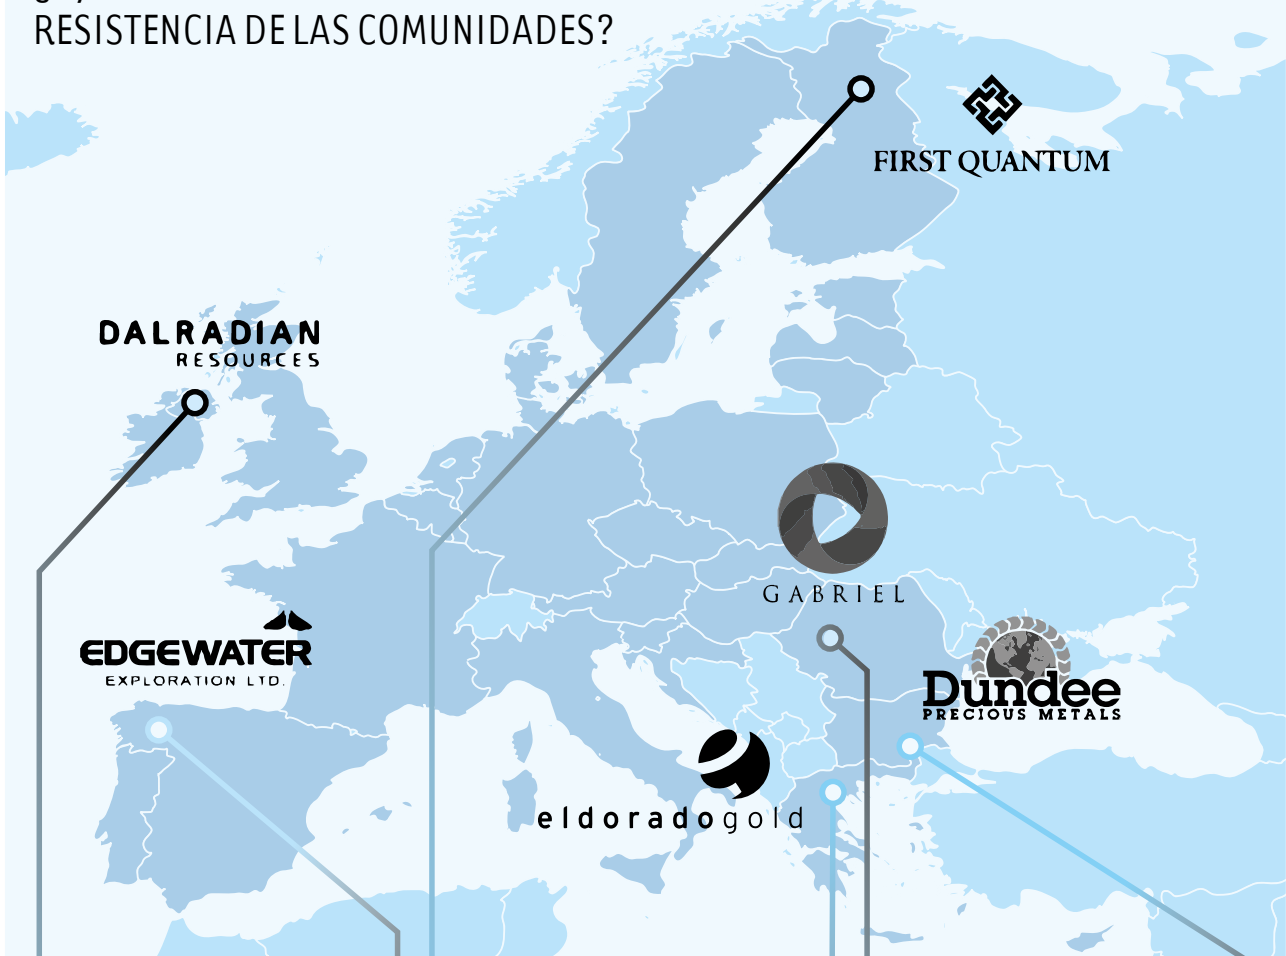 RESISTENCIA DE LAS COMUNIDADES?
FIRST QUANTUM
DALRADIAN
RESOURCES
GABRIEL
EDGEWATER
EXPLORATION LTD.
Dundee
PRECIOUS METALS
eldoradogold